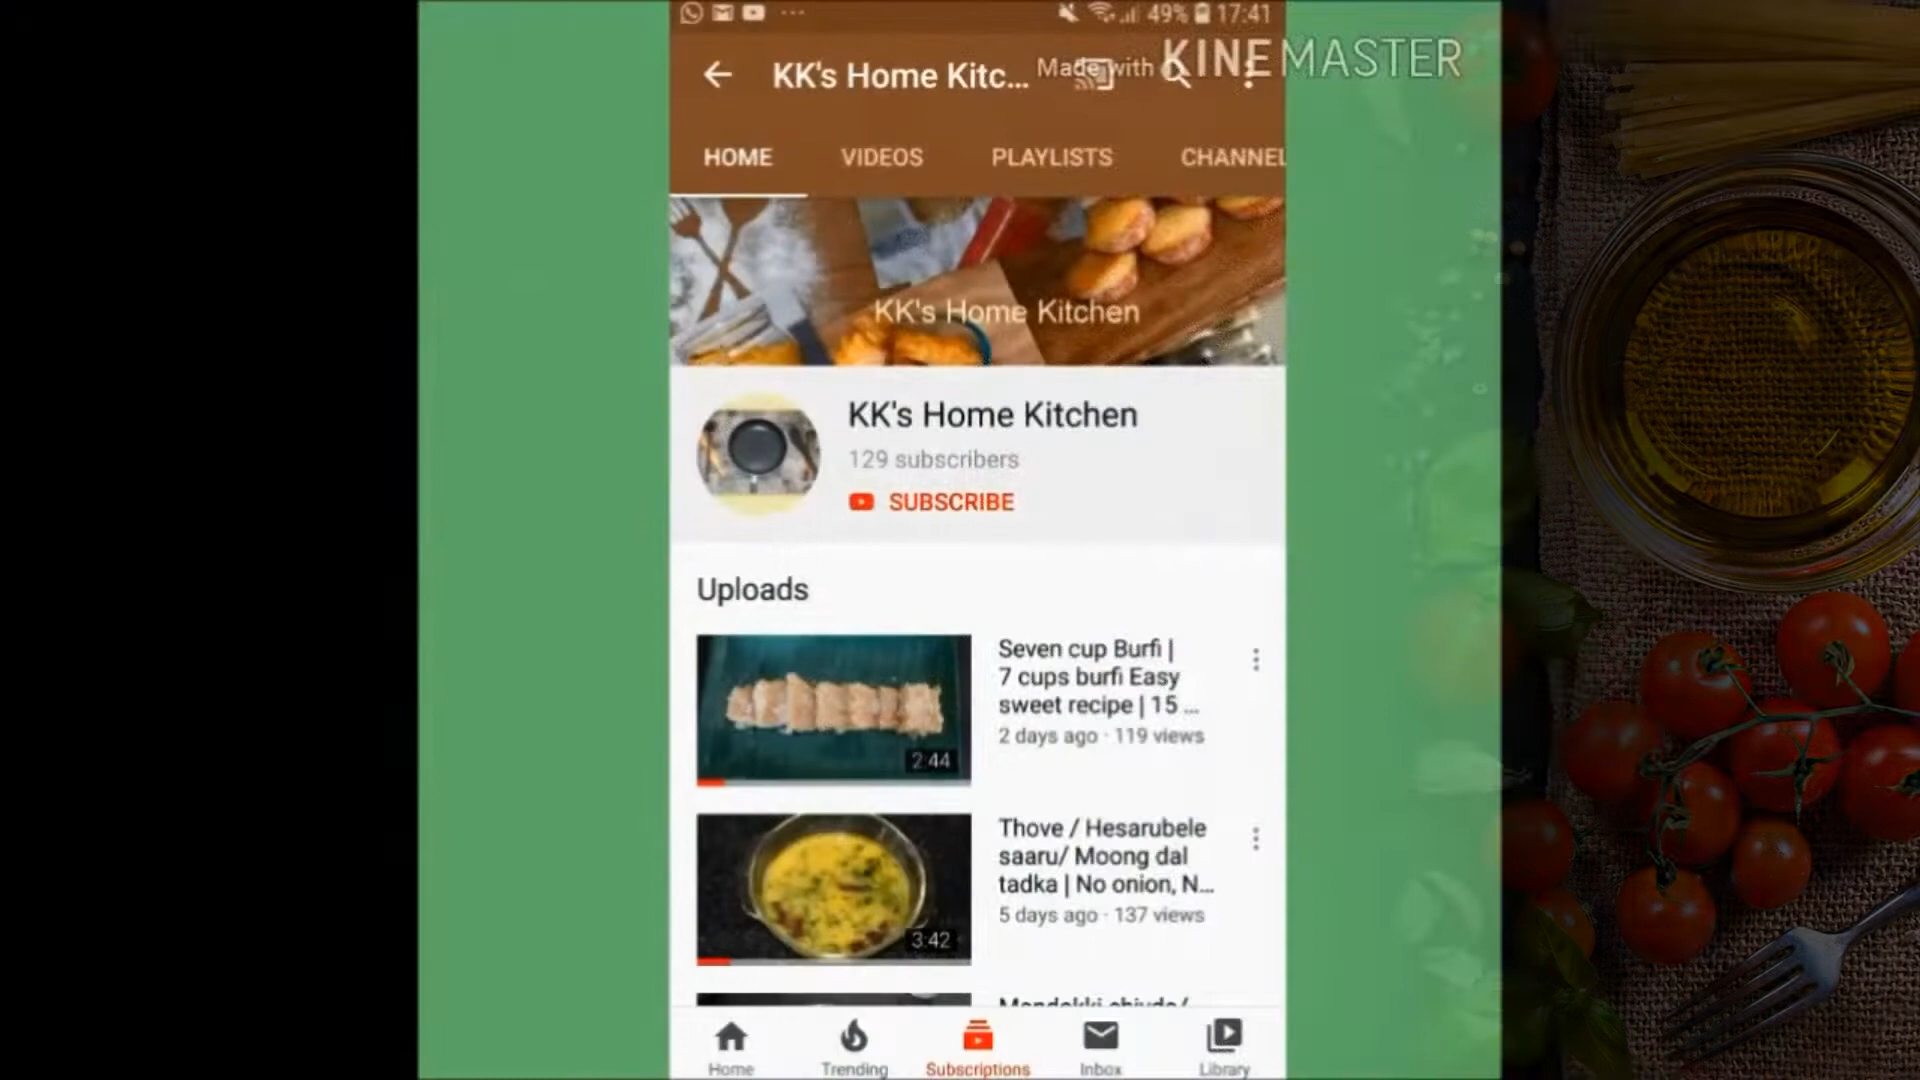 49% 17:41
KK's Home Kitc...
Made with KINEMASTER
HOME VIDEOS PLAYLISTS CHANNEL
KK's Home Kitchen
KK's Home Kitchen
129 subscribers
SUBSCRIBE
Uploads
Seven cup Burfi |
7 cups burfi Easy
sweet recipe | 15 ...
2 days ago · 119 views
2:44
Thove / Hesarubele
saaru/ Moong dal
tadka | No onion, N...
5 days ago · 137 views
3:42
Home Trending Subscriptions Inbox Library